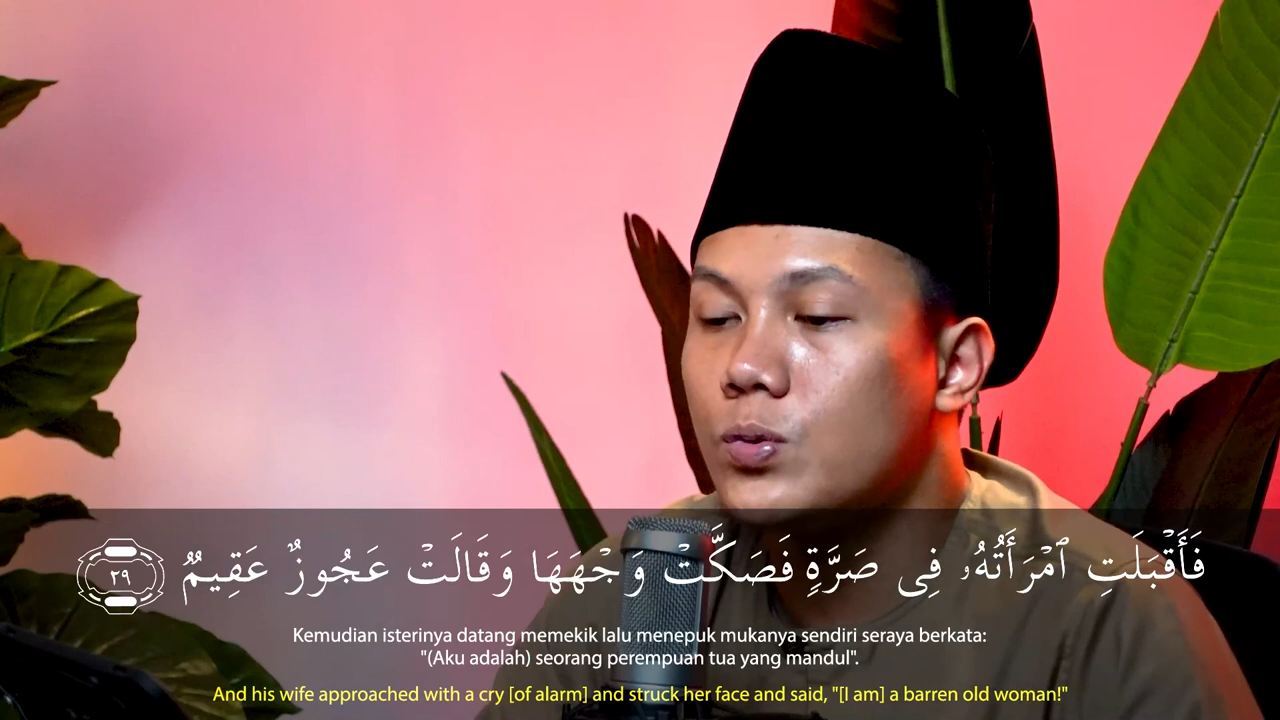 فَأَقْبَلَتِ ٱمْرَأَتُهُۥ فِى صَرَّةٍ فَصَكَّتْ وَجْهَهَا وَقَالَتْ عَجُوزٌ عَقِيمٌ ٢٩
Kemudian isterinya datang memekik lalu menepuk mukanya sendiri seraya berkata:
"(Aku adalah) seorang perempuan tua yang mandul".
And his wife approached with a cry [of alarm] and struck her face and said, "[I am] a barren old woman!"